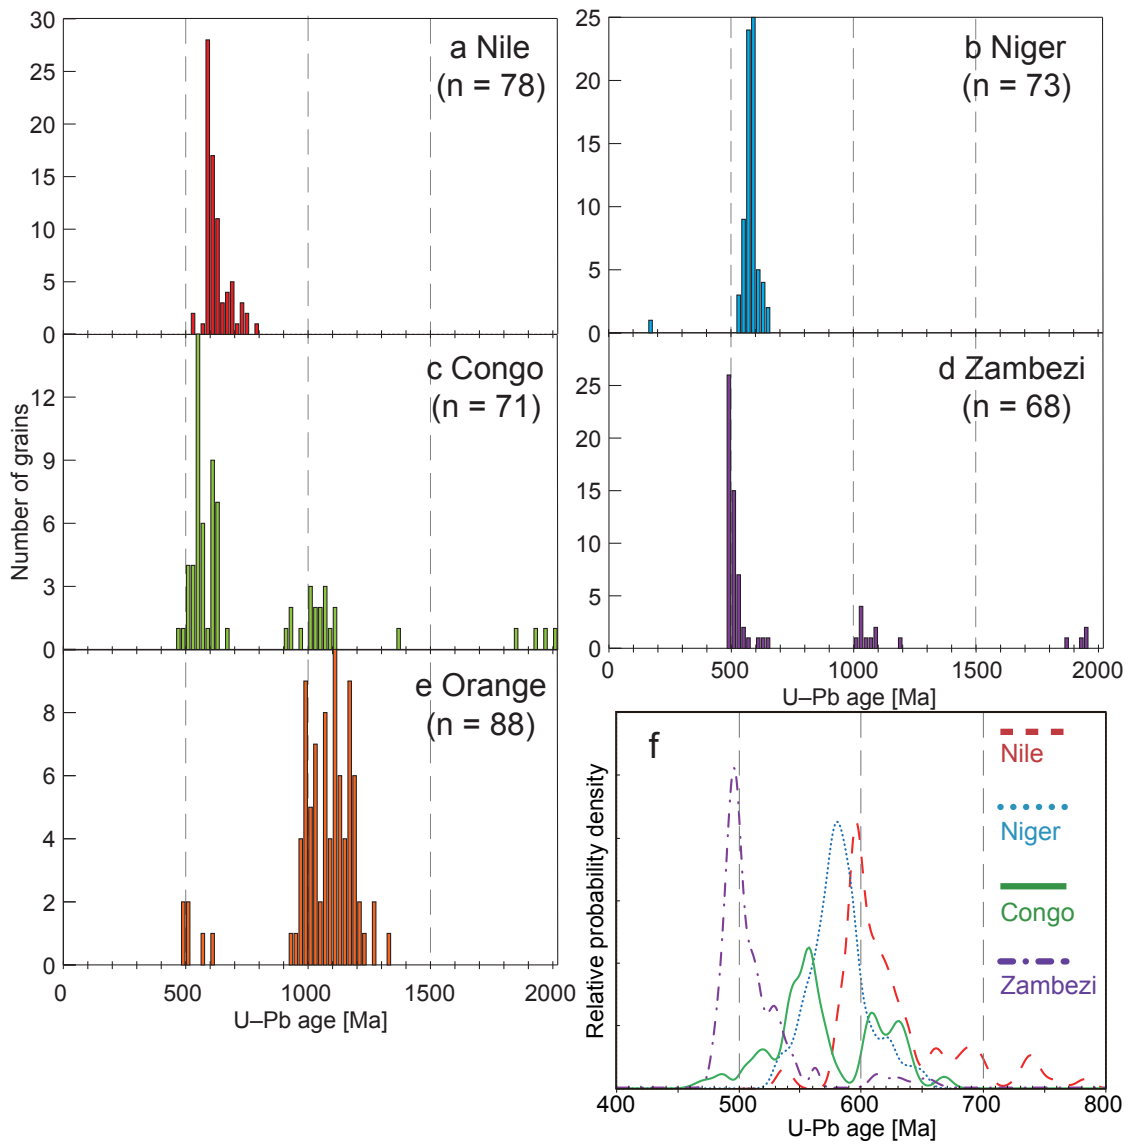 30
25
20
15
10
5
0
a Nile
(n = 78)
25
20
15
10
5
0
b Niger
(n = 73)
12
9
6
3
0
c Congo
(n = 71)
Number of grains
25
20
15
10
5
0
d Zambezi
(n = 68)
0
500
1000
1500
2000
U–Pb age [Ma]
8
6
4
2
0
e Orange
(n = 88)
0
500
1000
1500
2000
U–Pb age [Ma]
f
Nile
Niger
Congo
Zambezi
Relative probability density
400
500
600
700
800
U-Pb age [Ma]